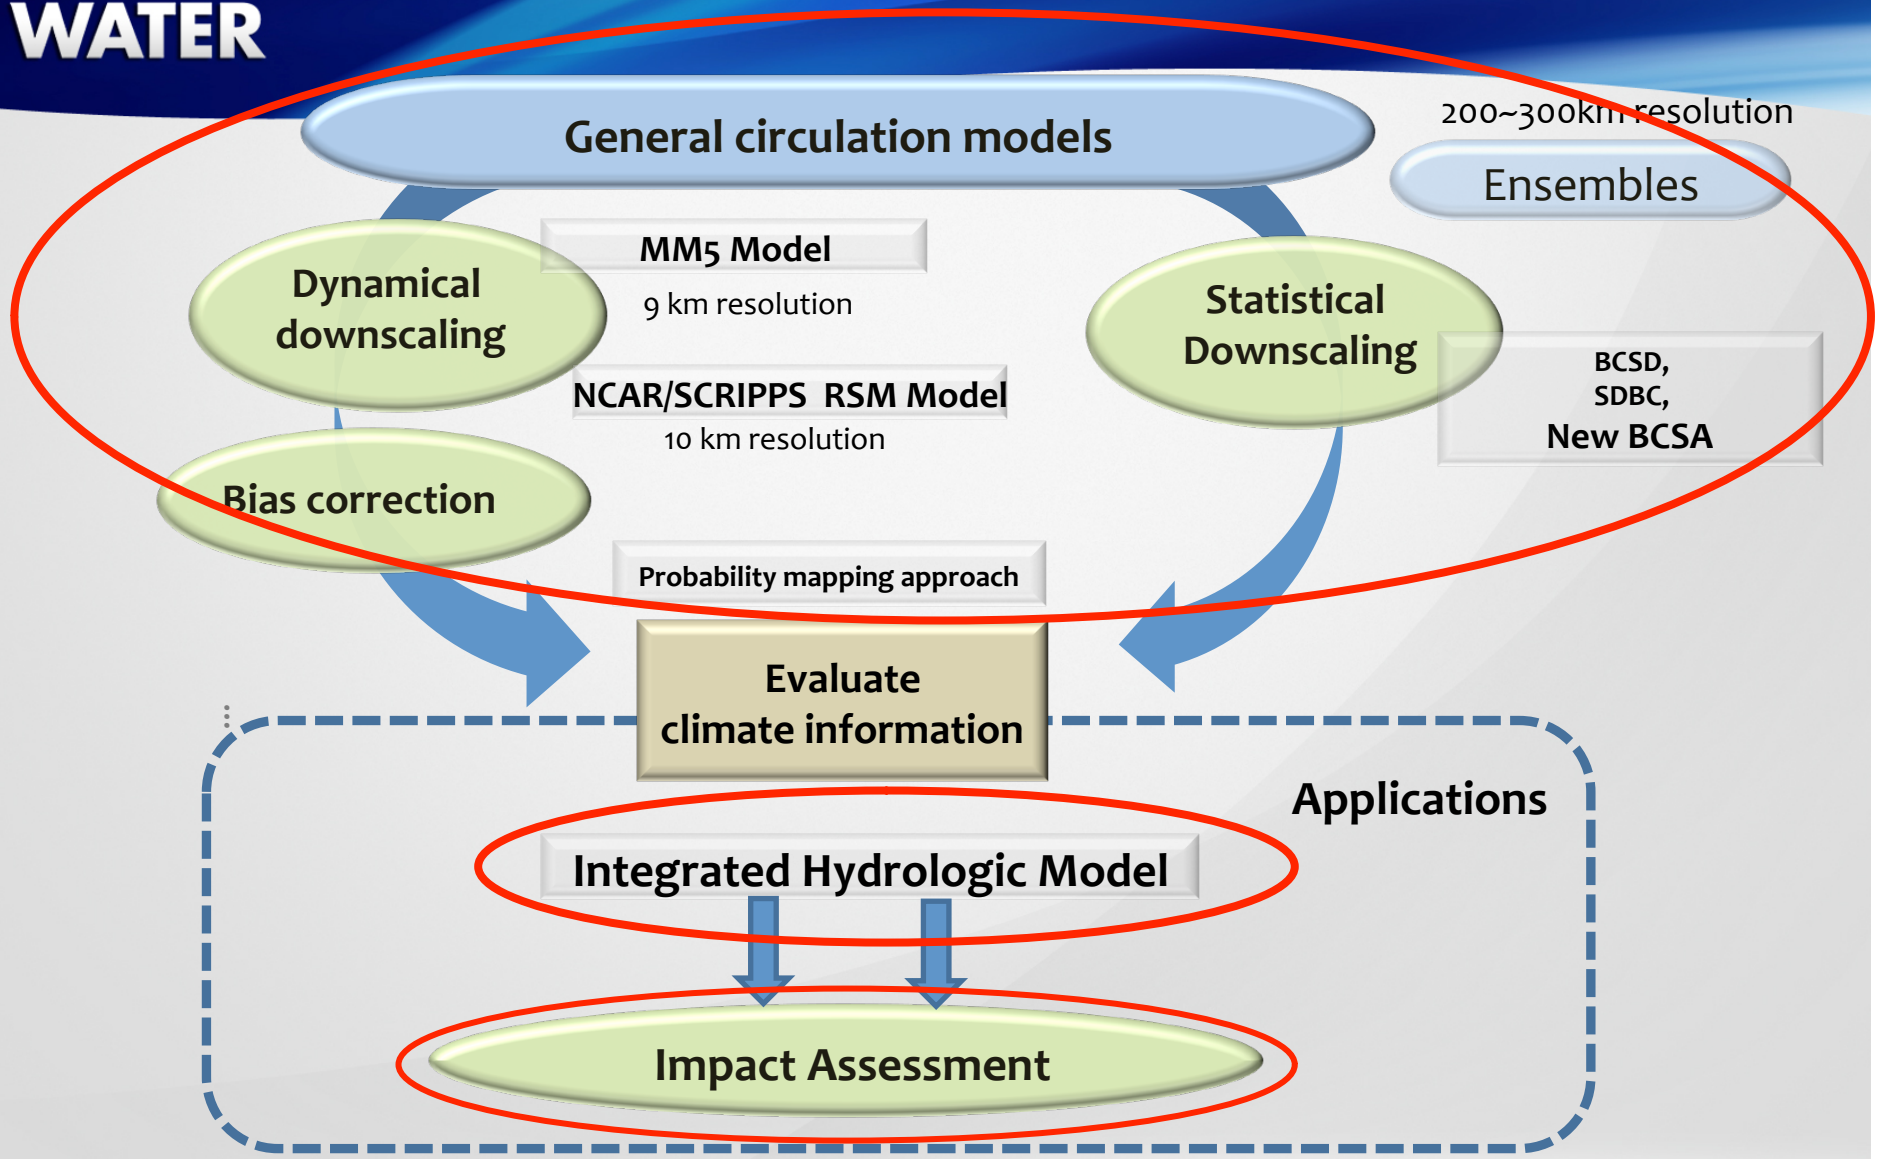 WATER
General circulation models
200~300km resolution
Ensembles
MM5 Model
9 km resolution
Dynamical
downscaling
Statistical
Downscaling
NCAR/SCRIPPS RSM Model
10 km resolution
BCSD,
SDBC,
New BCSA
Bias correction
Probability mapping approach
Evaluate
climate information
Applications
Integrated Hydrologic Model
Impact Assessment